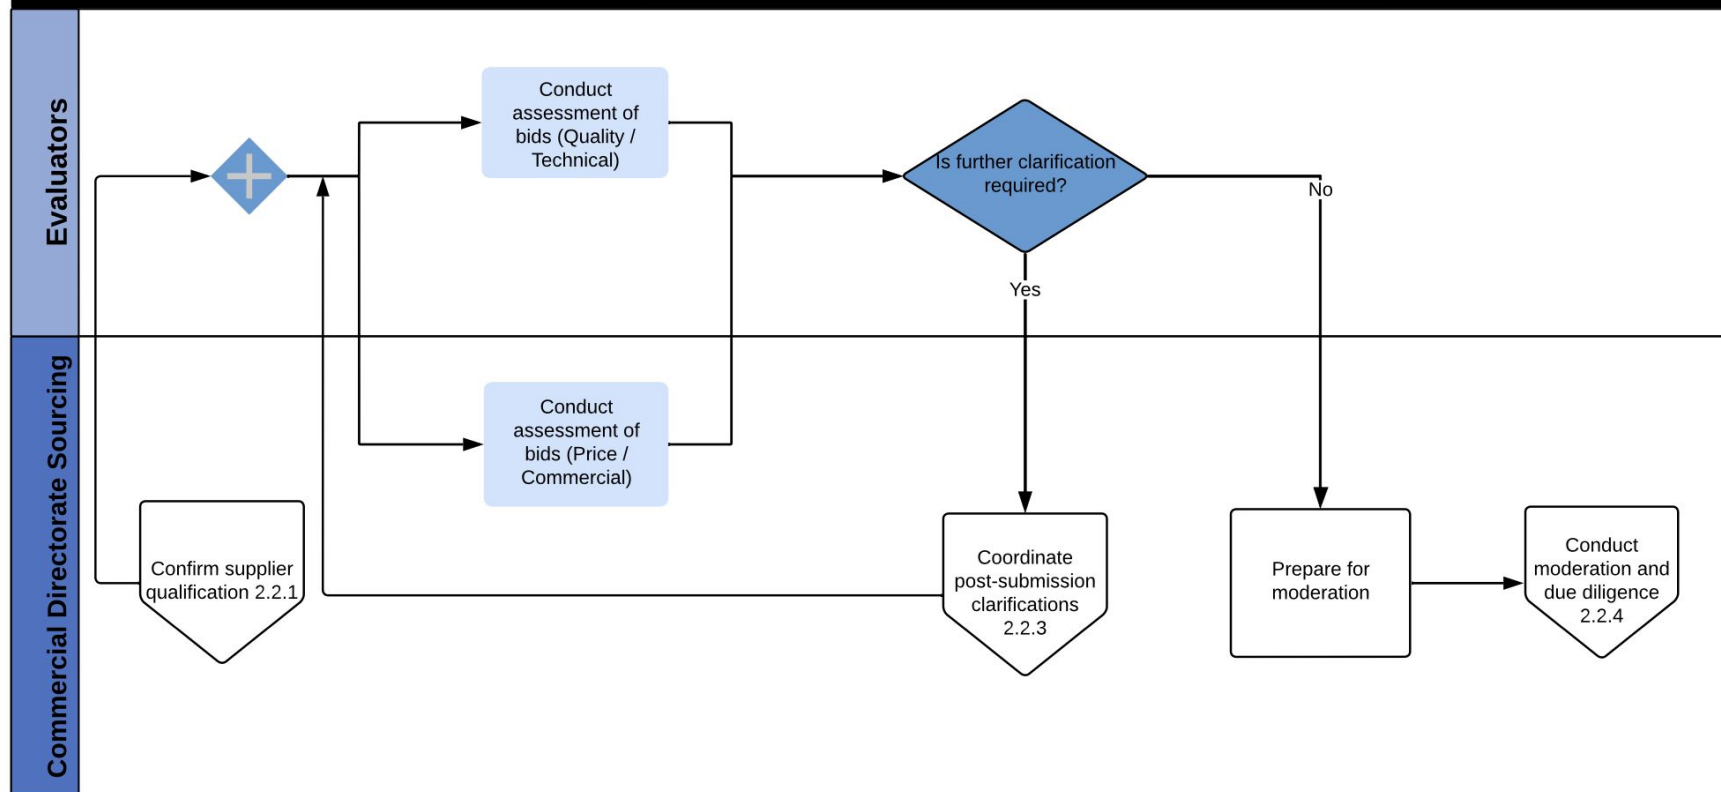 Evaluators
Conduct
assessment of
bids (Quality /
Technical)
Is further clarification
required?
No
Yes
Commercial Directorate Sourcing
Conduct
assessment of
bids (Price /
Commercial)
Confirm supplier
qualification 2.2.1
Coordinate
post-submission
clarifications
2.2.3
Prepare for
moderation
Conduct
moderation and
due diligence
2.2.4